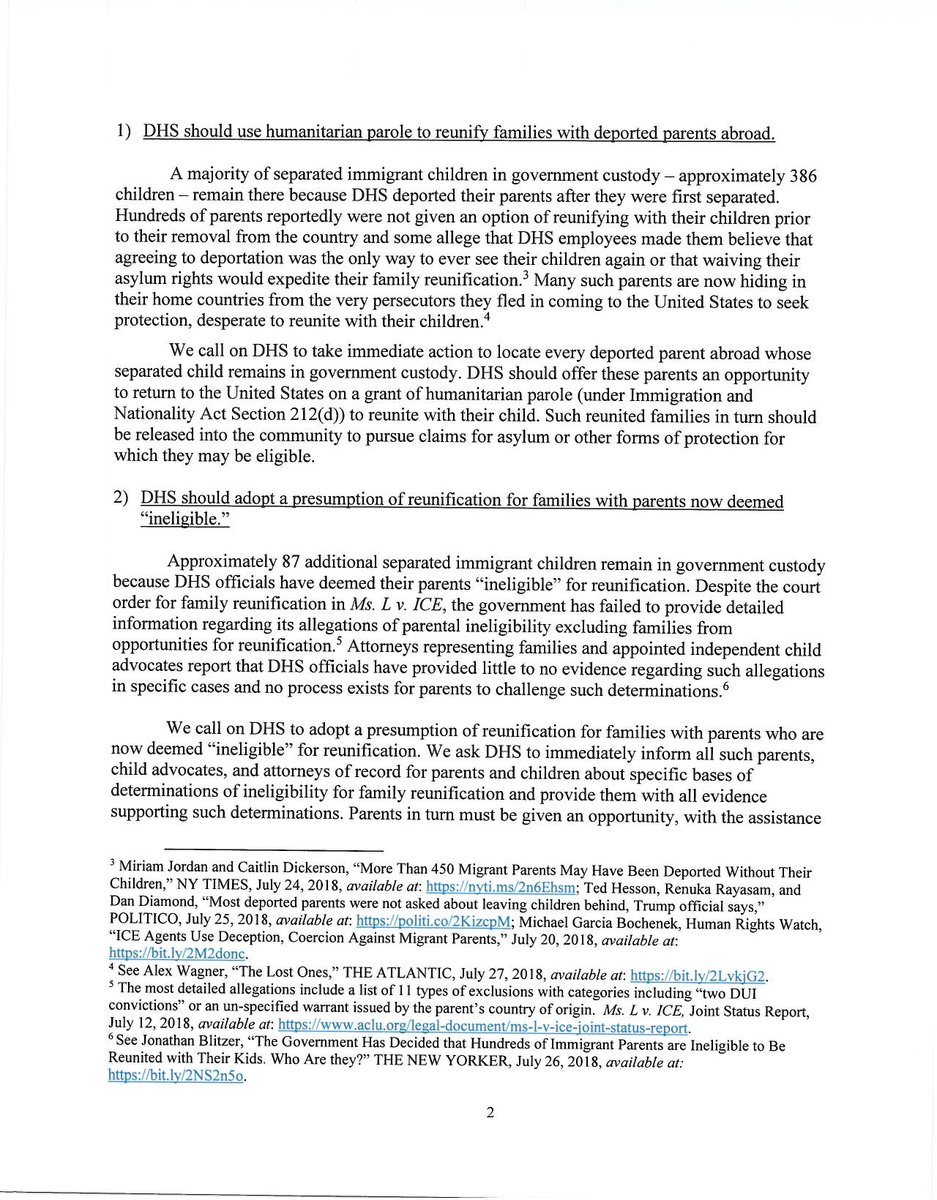 1) DHS should use humanitarian parole to reunify families with deported parents abroad.
A majority of separated immigrant children in government custody – approximately 386
children – remain there because DHS deported their parents after they were first separated.
Hundreds of parents reportedly were not given an option of reunifying with their children prior
to their removal from the country and some allege that DHS employees made them believe that
agreeing to deportation was the only way to ever see their children again or that waiving their
asylum rights would expedite their family reunification.3 Many such parents are now hiding in
their home countries from the very persecutors they fled in coming to the United States to seek
protection, desperate to reunite with their children.4
We call on DHS to take immediate action to locate every deported parent abroad whose
separated child remains in government custody. DHS should offer these parents an opportunity
to return to the United States on a grant of humanitarian parole (under Immigration and
Nationality Act Section 212(d)) to reunite with their child. Such reunited families in turn should
be released into the community to pursue claims for asylum or other forms of protection for
which they may be eligible.
2) DHS should adopt a presumption of reunification for families with parents now deemed
“ineligible.”
Approximately 87 additional separated immigrant children remain in government custody
because DHS officials have deemed their parents “ineligible” for reunification. Despite the court
order for family reunification in Ms. L v. ICE, the government has failed to provide detailed
information regarding its allegations of parental ineligibility excluding families from
opportunities for reunification.5 Attorneys representing families and appointed independent child
advocates report that DHS officials have provided little to no evidence regarding such allegations
in specific cases and no process exists for parents to challenge such determinations.6
We call on DHS to adopt a presumption of reunification for families with parents who are
now deemed “ineligible” for reunification. We ask DHS to immediately inform all such parents,
child advocates, and attorneys of record for parents and children about specific bases of
determinations of ineligibility for family reunification and provide them with all evidence
supporting such determinations. Parents in turn must be given an opportunity, with the assistance
3 Miriam Jordan and Caitlin Dickerson, “More Than 450 Migrant Parents May Have Been Deported Without Their
Children,” NY TIMES, July 24, 2018, available at: https://nyti.ms/2n6Ehsm; Ted Hesson, Renuka Rayasam, and
Dan Diamond, “Most deported parents were not asked about leaving children behind, Trump official says,”
POLITICO, July 25, 2018, available at: https://politi.co/2KizcpM; Michael Garcia Bochenek, Human Rights Watch,
“ICE Agents Use Deception, Coercion Against Migrant Parents,” July 20, 2018, available at:
https://bit.ly/2M2donc.
4 See Alex Wagner, “The Lost Ones,” THE ATLANTIC, July 27, 2018, available at: https://bit.ly/2LvkjG2.
5 The most detailed allegations include a list of 11 types of exclusions with categories including “two DUI
convictions” or an un-specified warrant issued by the parent’s country of origin. Ms. L v. ICE, Joint Status Report,
July 12, 2018, available at: https://www.aclu.org/legal-document/ms-l-v-ice-joint-status-report.
6 See Jonathan Blitzer, “The Government Has Decided that Hundreds of Immigrant Parents are Ineligible to Be
Reunited with Their Kids. Who Are they?” THE NEW YORKER, July 26, 2018, available at:
https://bit.ly/2NS2n5o.
2